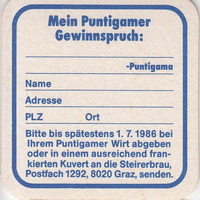 Mein Puntigamer
Gewinnspruch:
-Puntigama
Name
Adresse
PLZ Ort
Bitte bis spätestens 1. 7. 1986 bei
Ihrem Puntigamer Wirt abgeben
oder in einem ausreichend fran-
kierten Kuvert an die Steirerbrau,
Postfach 1292, 8020 Graz, senden.